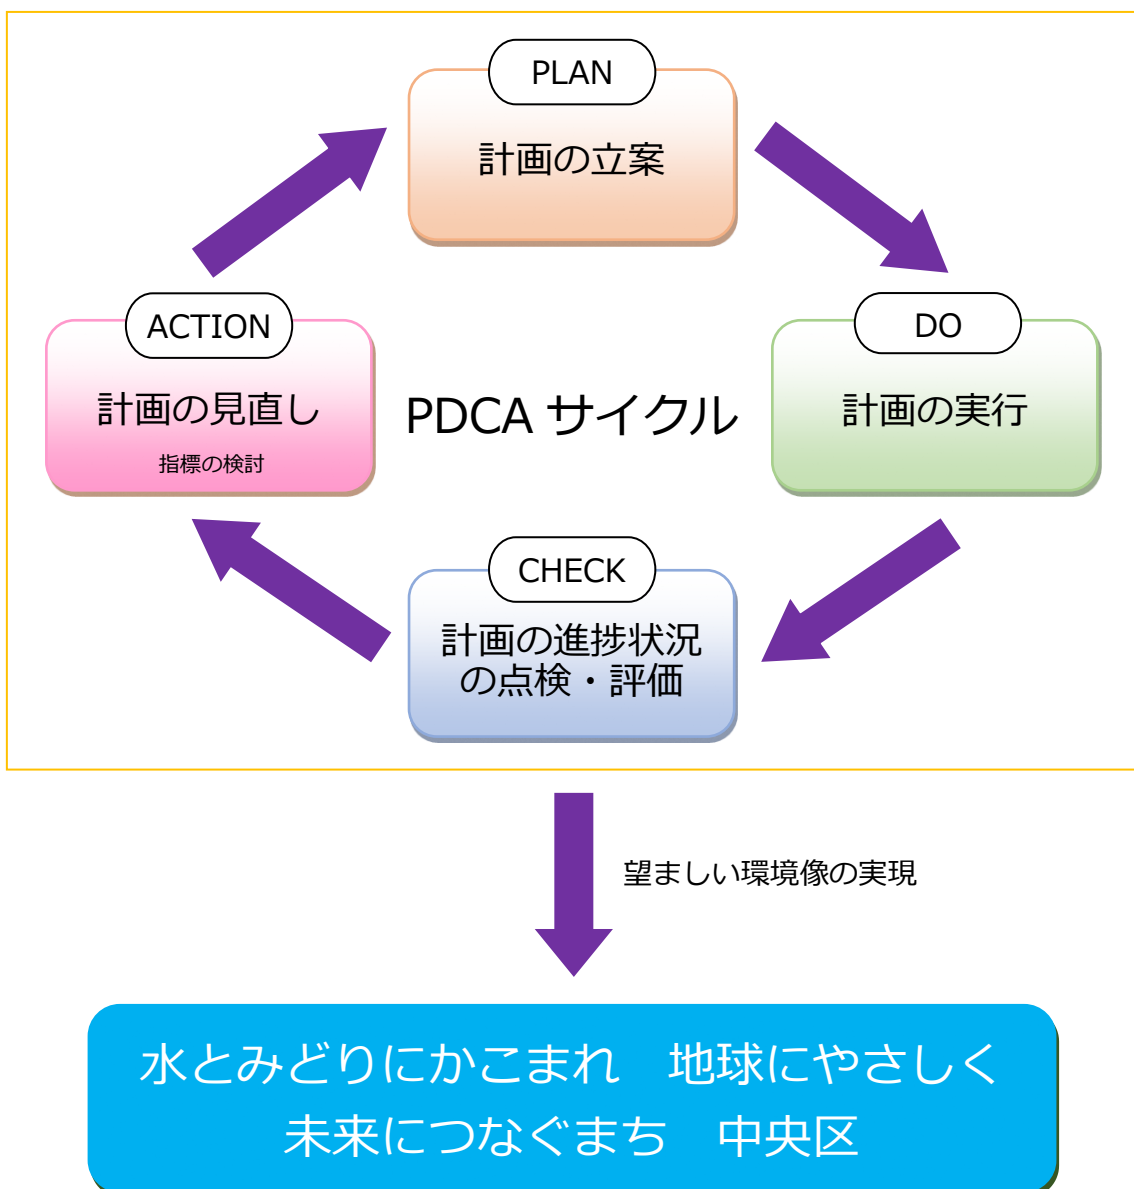 PLAN
計画の立案
ACTION
計画の見直し
指標の検討
PDCA サイクル
DO
計画の実行
CHECK
計画の進捗状況
の点検・評価
望ましい環境像の実現
水とみどりにかこまれ　地球にやさしく
未来につなぐまち　中央区